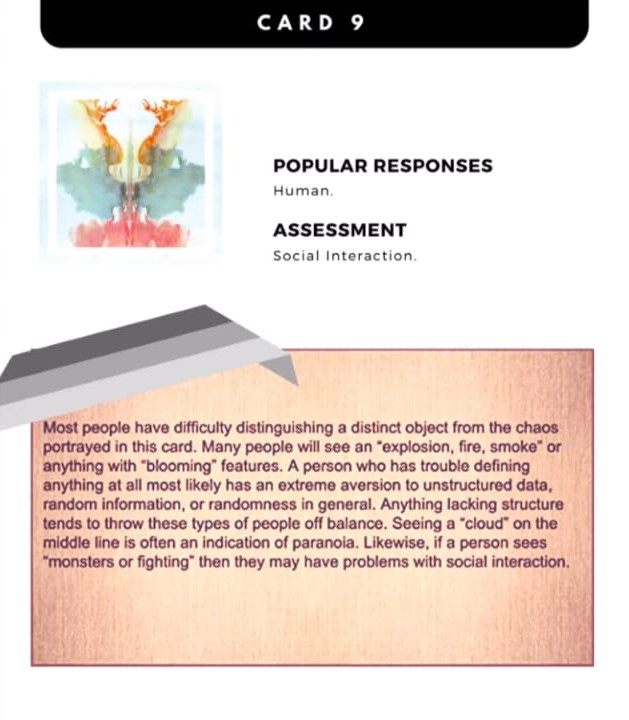 CARD 9
POPULAR RESPONSES
Human.
ASSESSMENT
Social Interaction.
Most people have difficulty distinguishing a distinct object from the chaos
portrayed in this card. Many people will see an "explosion, fire, smoke" or
anything with "blooming" features. A person who has trouble defining
anything at all most likely has an extreme aversion to unstructured data,
random information, or randomness in general. Anything lacking structure
tends to throw these types of people off balance. Seeing a "cloud" on the
middle line is often an indication of paranoia. Likewise, if a person sees
"monsters or fighting" then they may have problems with social interaction.